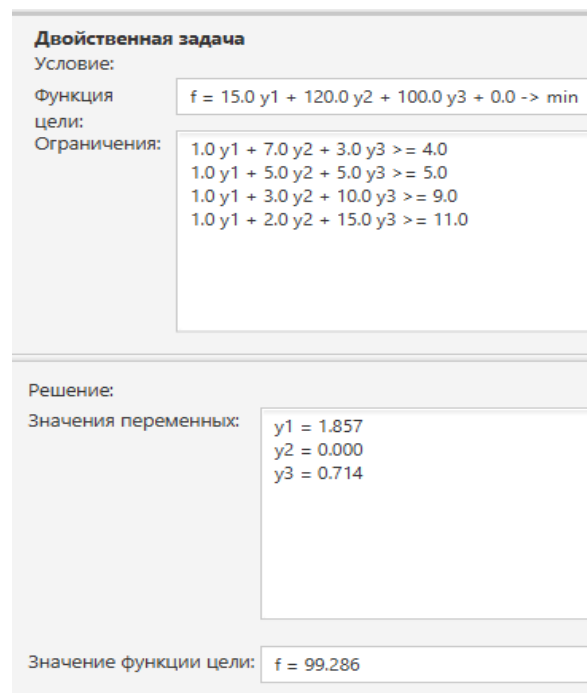 Двойственная задача
Условие:
Функция цели:
f = 15.0 y1 + 120.0 y2 + 100.0 y3 + 0.0 -> min
Ограничения:
1.0 y1 + 7.0 y2 + 3.0 y3 >= 4.0
1.0 y1 + 5.0 y2 + 5.0 y3 >= 5.0
1.0 y1 + 3.0 y2 + 10.0 y3 >= 9.0
1.0 y1 + 2.0 y2 + 15.0 y3 >= 11.0
Решение:
Значения переменных:
y1 = 1.857
y2 = 0.000
y3 = 0.714
Значение функции цели:
f = 99.286